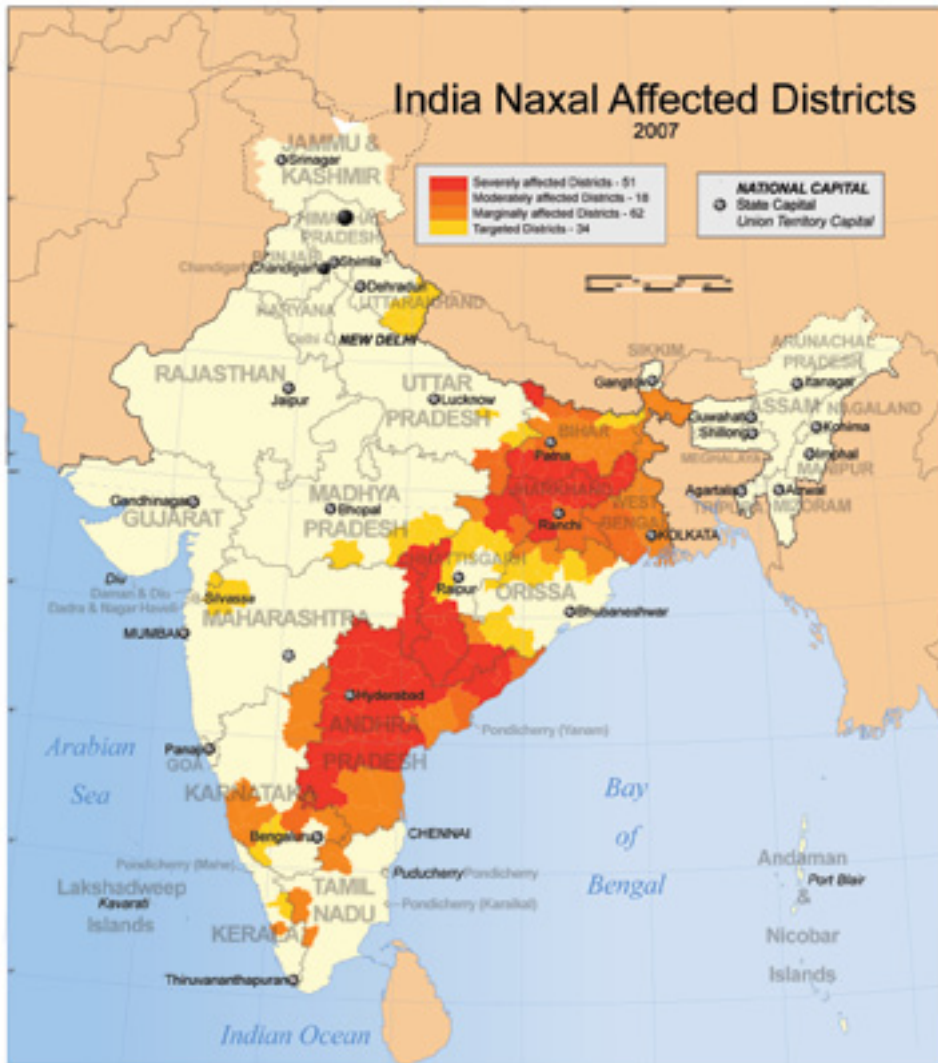 India Naxal Affected Districts
2007
JAMMU &
KASHMIR
Srinagar
Severely affected Districts - 51
Moderately affected Districts - 18
Marginally affected Districts - 62
Targeted Districts - 34
NATIONAL CAPITAL
State Capital
Union Territory Capital
PRADESH
Shimla
Chandigarh
Dehradun
UTTARAKHAND
HARYANA
Delhi
NEW DELHI
RAJASTHAN
Jaipur
UTTAR
PRADESH
Lucknow
SIKKIM
Gangtok
ARUNACHAL
PRADESH
Itanagar
ASSAM
NAGALAND
Guwahati
Kohima
Shillong
MEGHALAYA
Imphal
MANIPUR
BIHAR
Patna
JHARKHAND
Ranchi
WEST
BENGAL
KOLKATA
Agartala
TRIPURA
Aizwal
MIZORAM
Gandhinagar
GUJARAT
MADHYA
PRADESH
Bhopal
CHHATTISGARH
Raipur
ORISSA
Bhubaneshwar
Diu
Daman & Diu
Dadra & Nagar Haveli
Silvassa
MAHARASHTRA
MUMBAI
Hyderabad
ANDHRA
PRADESH
Pondicherry (Yanam)
Arabian
Sea
Panaji
GOA
KARNATAKA
Bengaluru
CHENNAI
Bay
of
Bengal
Pondicherry (Mahe)
Puducherry
Pondicherry
Lakshadweep
Kavarati
Islands
TAMIL
NADU
Pondicherry (Karaikal)
KERALA
Andaman
Port Blair
&
Nicobar
Islands
Thiruvananthapuram
Indian Ocean